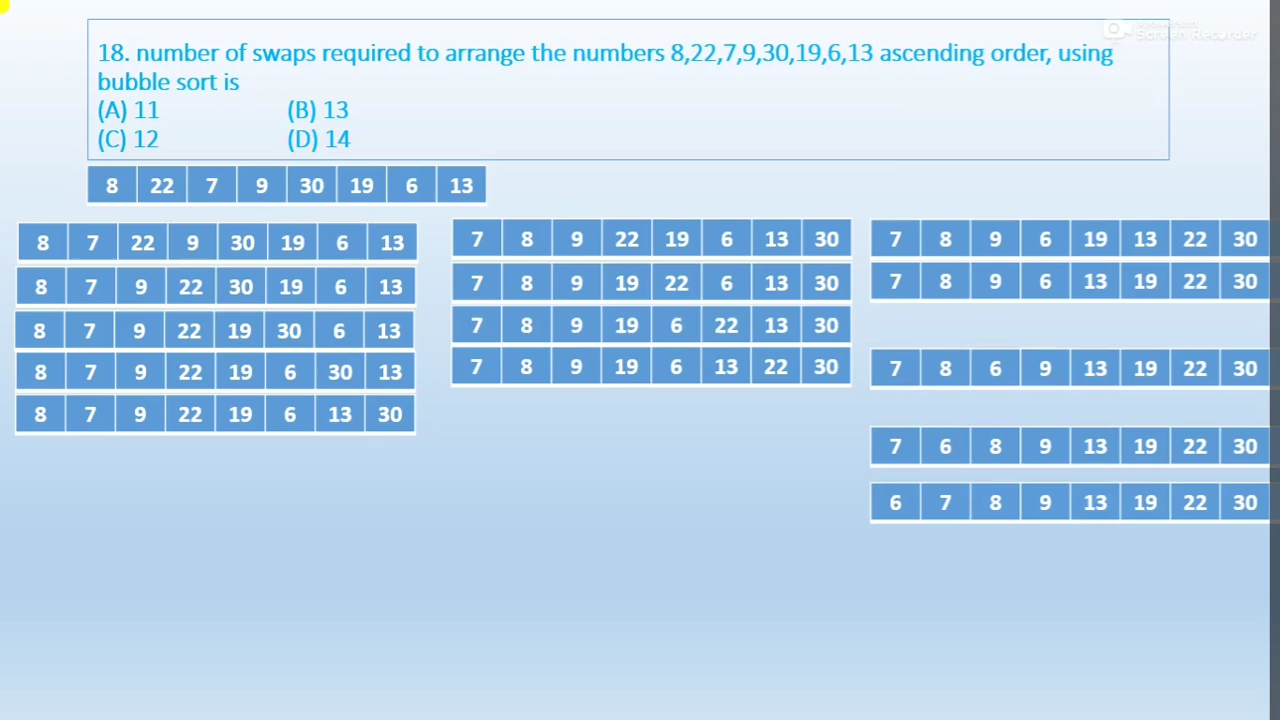 18. number of swaps required to arrange the numbers 8,22,7,9,30,19,6,13 ascending order, using
bubble sort is
(A) 11 (B) 13
(C) 12 (D) 14
8 22 7 9 30 19 6 13
8 7 22 9 30 19 6 13
8 7 9 22 30 19 6 13
8 7 9 22 19 30 6 13
8 7 9 22 19 6 30 13
8 7 9 22 19 6 13 30
7 8 9 22 19 6 13 30
7 8 9 19 22 6 13 30
7 8 9 19 6 22 13 30
7 8 9 19 6 13 22 30
7 8 9 6 19 13 22 30
7 8 9 6 13 19 22 30
7 8 6 9 13 19 22 30
7 6 8 9 13 19 22 30
6 7 8 9 13 19 22 30
Screen Recorder